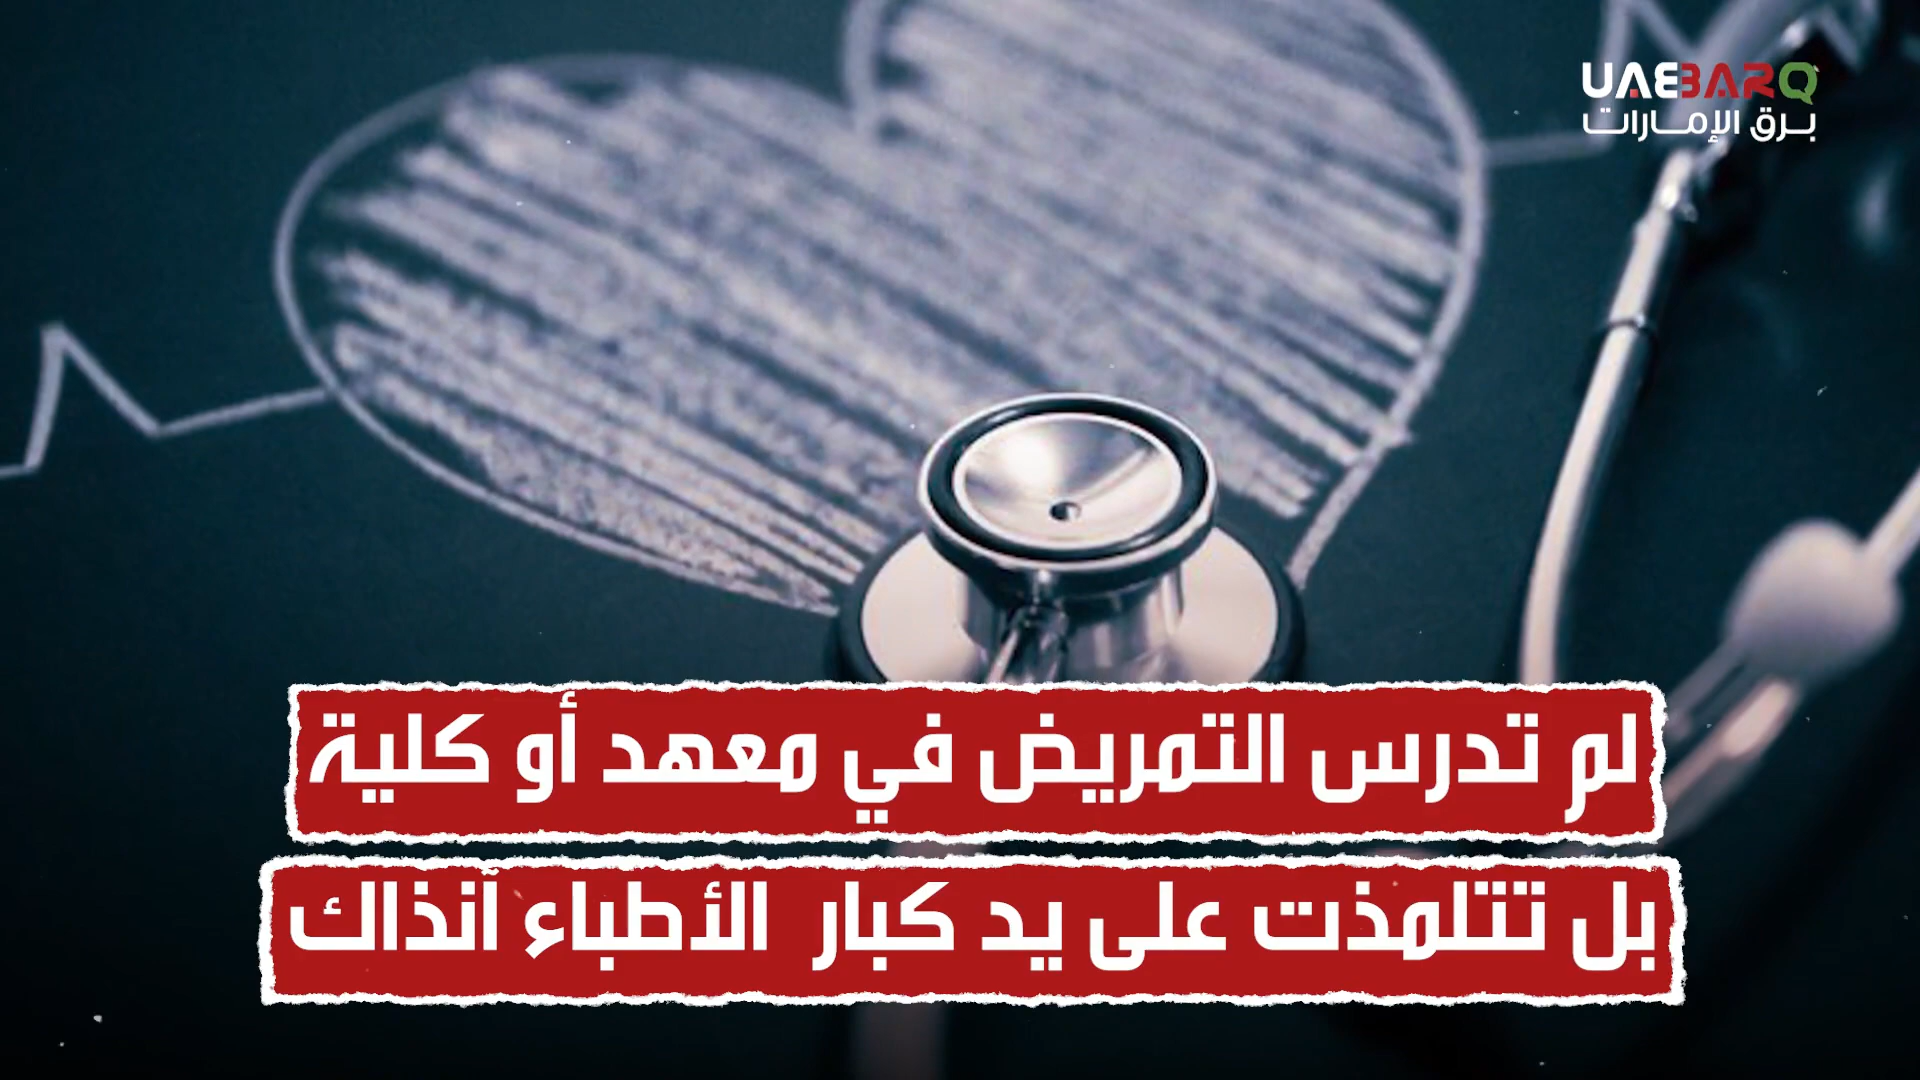 UAEBARQ
برق الإمارات
لم تدرس التمريض في معهد أو كلية
بل تتلمذت على يد كبار الأطباء آنذاك